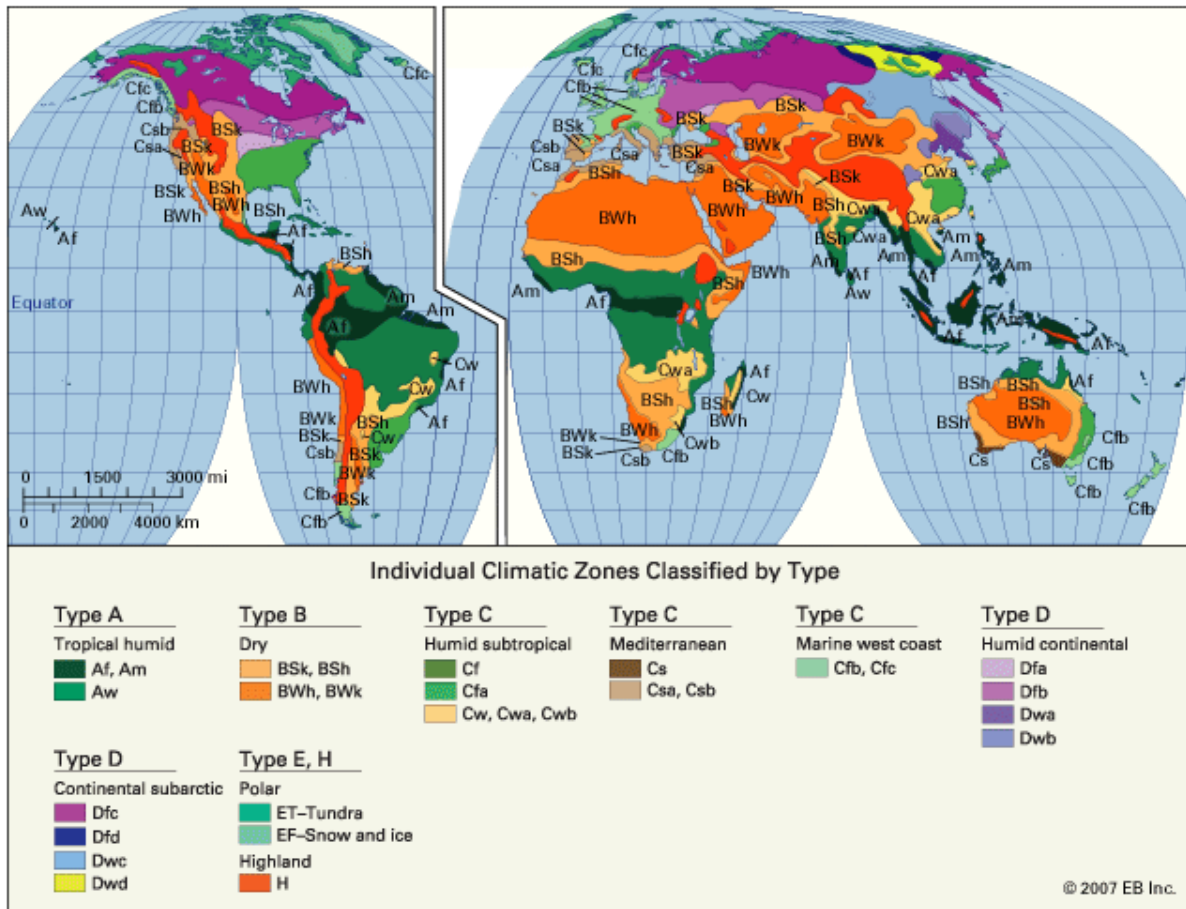 Cfc
Cfc
Cfb
Csb
Csa
BSk
BSk
BWk
BSh
BWh
BSk
BWh
BSh
Aw
Af
Af
BSh
Equator
Af
Am
Am
Af
Cw
BWh
Cw
Af
BWk
BSh
Af
BSk
Cw
Csb
BSk
BWk
Cfb
BSk
Cfb
0 1500 3000 mi
0 2000 4000 km
Cfc
Cfc
Cfb
BSk
Csb
Csa
Csa
BSk
BSk
Csa
BSh
BSk
BWk
BWk
BSk
Cwa
BSk
BWh
BWh
BWh
BSh
Cwa
Cwa
BSh
Cwa
BSh
BWh
Am
Af
Aw
Am
Am
Am
Am
Af
Am
Af
BSh
Am
Af
Af
Af
Cwa
Cw
BSh
BSh
BWh
BWh
BWk
BSk
Csb
Cfb
Cwb
BSh
BSh
Af
BSh
BSh
BWh
Cs
Cs
Cfb
Cfb
Cfb
Cfb
Individual Climatic Zones Classified by Type
Type A
Tropical humid
Af, Am
Aw
Type B
Dry
BSk, BSh
BWh, BWk
Type C
Humid subtropical
Cf
Cfa
Cw, Cwa, Cwb
Type C
Mediterranean
Cs
Csa, Csb
Type C
Marine west coast
Cfb, Cfc
Type D
Humid continental
Dfa
Dfb
Dwa
Dwb
Type D
Continental subarctic
Dfc
Dfd
Dwc
Dwd
Type E, H
Polar
ET–Tundra
EF–Snow and ice
Highland
H
© 2007 EB Inc.